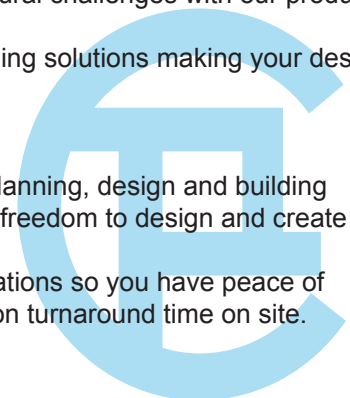 ural challenges with our produ
ing solutions making your des
lanning, design and building
freedom to design and create
ations so you have peace of
on turnaround time on site.